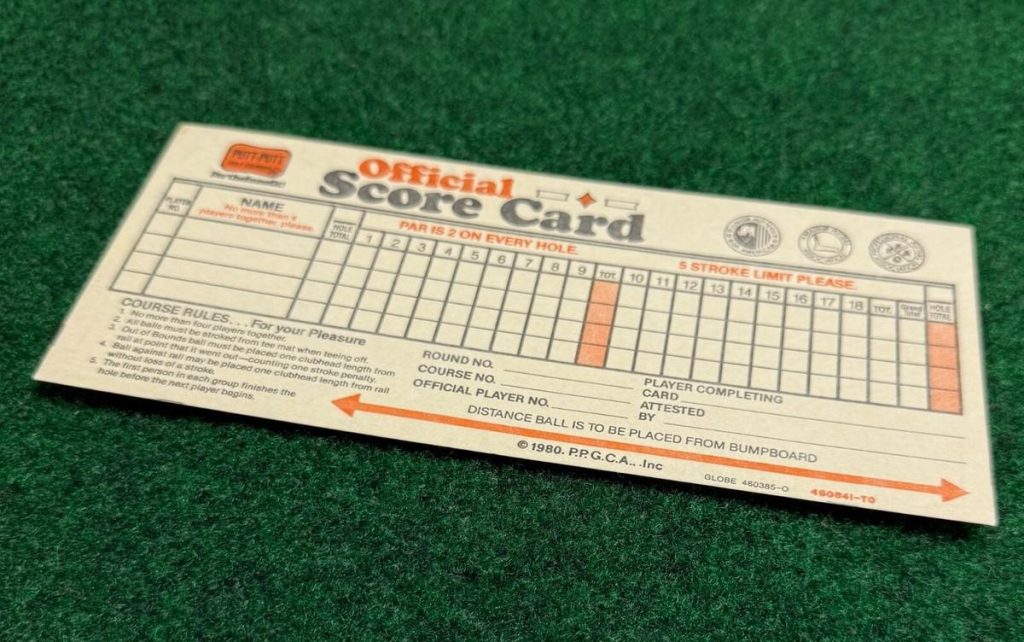 PUTT-PUTT
Official
Score Card
PLAYER NO.
NAME
No more than 4
players together, please.
HOLE TOTAL
PAR IS 2 ON EVERY HOLE.
5 STROKE LIMIT PLEASE.
1 2 3 4 5 6 7 8 9 TOT. 10 11 12 13 14 15 16 17 18 TOT. Grand Total HOLE TOTAL
COURSE RULES. . . For your Pleasure
1. No more than four players together.
2. All balls must be stroked from tee mat when teeing off.
3. Out of Bounds ball must be placed one clubhead length from
rail at point that it went out—counting one stroke penalty.
4. Ball against rail may be placed one clubhead length from rail
without loss of a stroke.
5. The first person in each group finishes the
hole before the next player begins.
ROUND NO.
COURSE NO.
OFFICIAL PLAYER NO.
PLAYER COMPLETING
CARD
ATTESTED
BY
DISTANCE BALL IS TO BE PLACED FROM BUMPBOARD
© 1980. P.P.G.C.A.. .Inc
GLOBE 460385-O
460841-TO